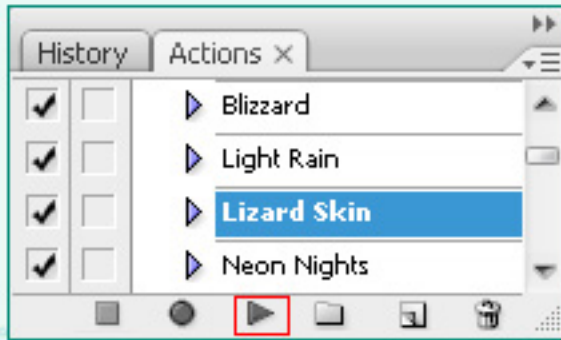 History Actions ×
Blizzard
Light Rain
Lizard Skin
Neon Nights